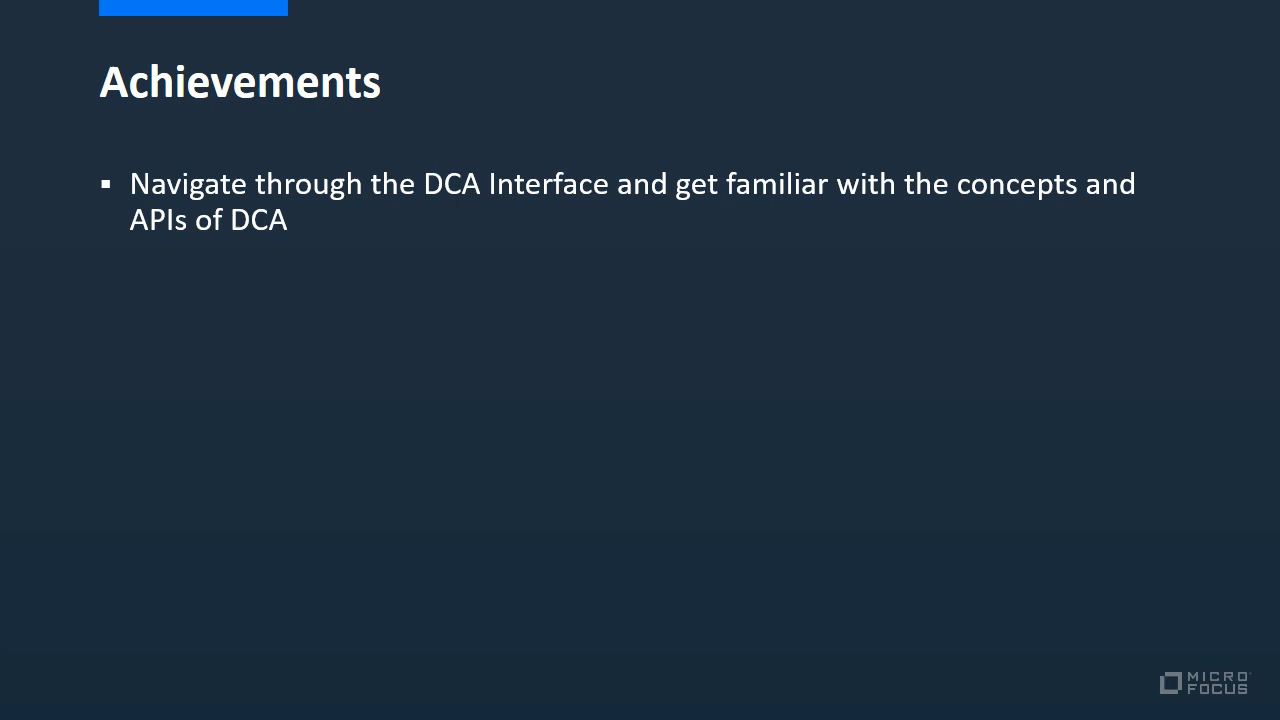 Achievements
▪ Navigate through the DCA Interface and get familiar with the concepts and
APIs of DCA
MICRO
FOCUS